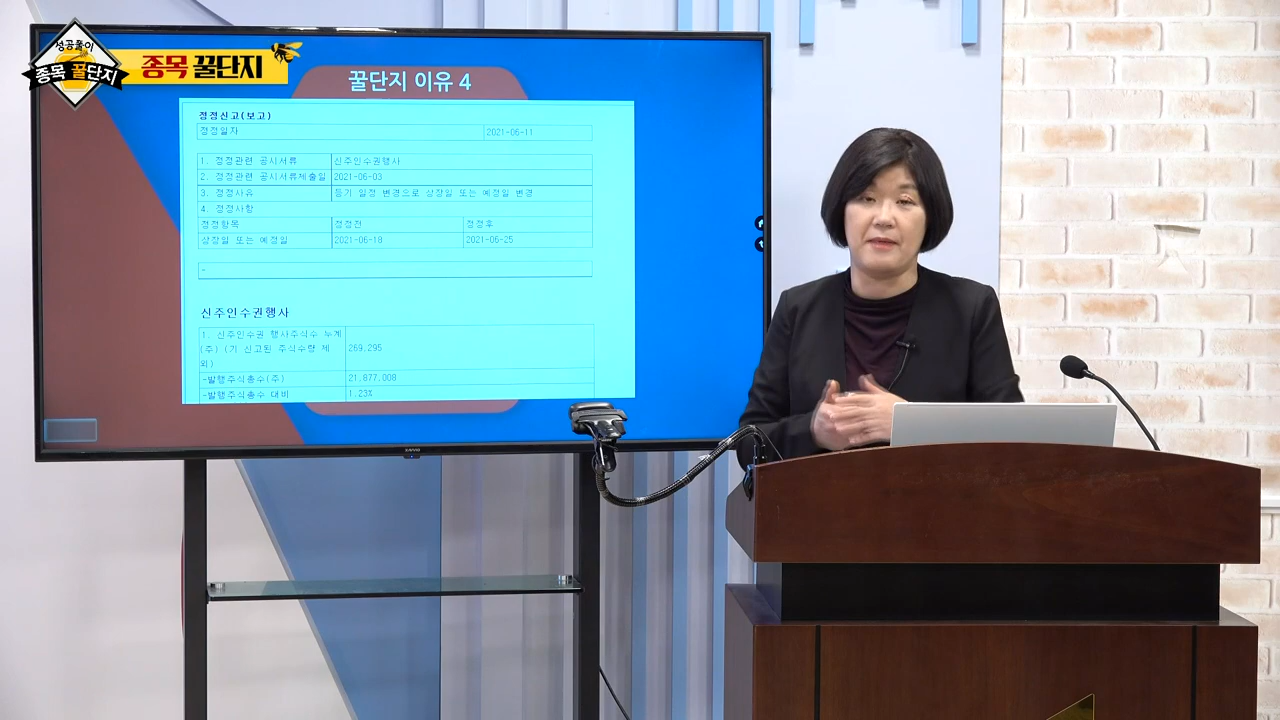 성공풀이
종목 꿀단지
종목 꿀단지
꿀단지 이유 4
정정신고(보고)
정정일자 2021-06-11
1. 정정관련 공시서류 신주인수권행사
2. 정정관련 공시서류제출일 2021-06-03
3. 정정사유 등기 일정 변경으로 상장일 또는 예정일 변경
4. 정정사항
정정항목 정정전 정정후
상장일 또는 예정일 2021-06-18 2021-06-25
-
신주인수권행사
1. 신주인수권 행사주식수 누계
(주) (기 신고된 주식수량 제 269,295
외)
-발행주식총수(주) 21,877,008
-발행주식총수 대비 1.23%